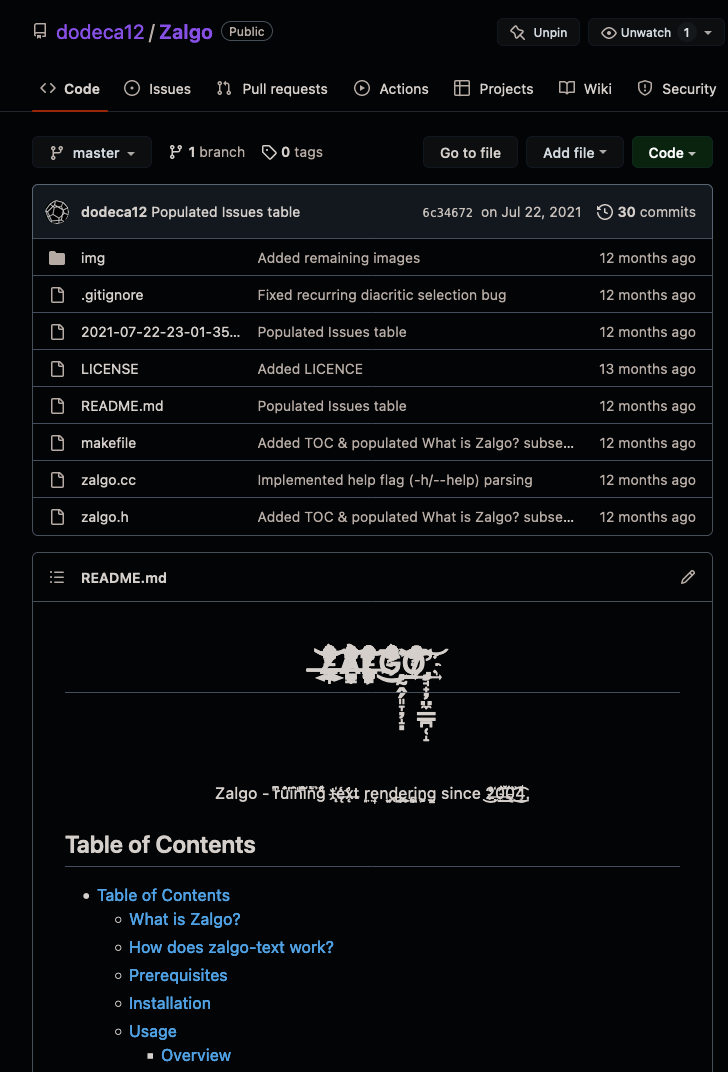 dodeca12 / Zalgo Public
Unpin
Unwatch 1
Code
Issues
Pull requests
Actions
Projects
Wiki
Security
master
1 branch
0 tags
Go to file
Add file
Code
dodeca12 Populated Issues table 6c34672 on Jul 22, 2021 30 commits
img Added remaining images 12 months ago
.gitignore Fixed recurring diacritic selection bug 12 months ago
2021-07-22-23-01-35... Populated Issues table 12 months ago
LICENSE Added LICENCE 13 months ago
README.md Populated Issues table 12 months ago
makefile Added TOC & populated What is Zalgo? subse... 12 months ago
zalgo.cc Implemented help flag (-h/--help) parsing 12 months ago
zalgo.h Added TOC & populated What is Zalgo? subse... 12 months ago
README.md
ZALGO
Zalgo - ruining text rendering since 2004.
Table of Contents
Table of Contents
What is Zalgo?
How does zalgo-text work?
Prerequisites
Installation
Usage
Overview